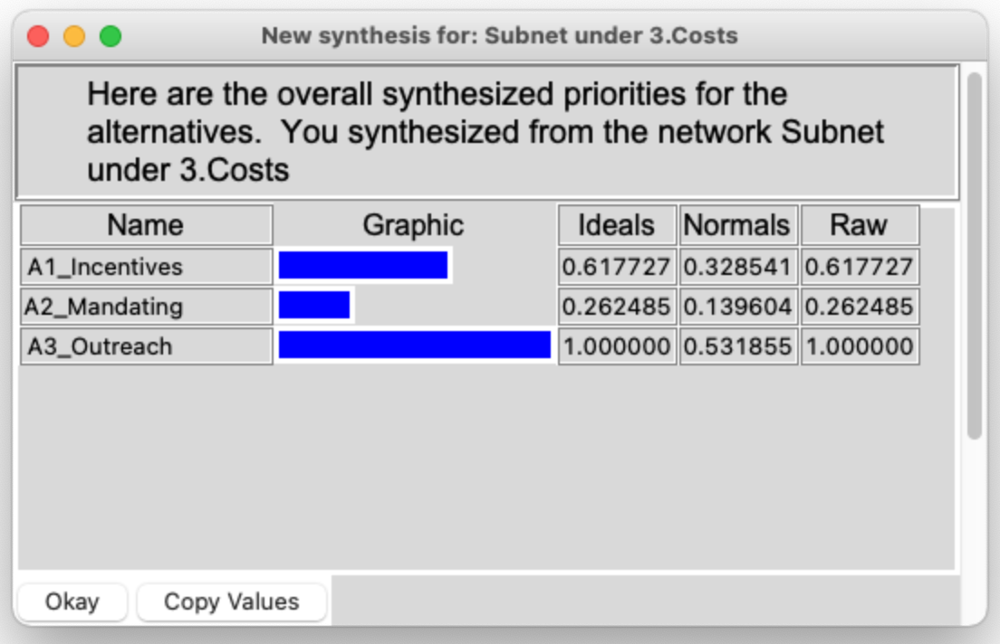 New synthesis for: Subnet under 3.Costs
Here are the overall synthesized priorities for the
alternatives.  You synthesized from the network Subnet
under 3.Costs
Name Graphic Ideals Normals Raw
A1_Incentives 0.617727 0.328541 0.617727
A2_Mandating 0.262485 0.139604 0.262485
A3_Outreach 1.000000 0.531855 1.000000
Okay Copy Values